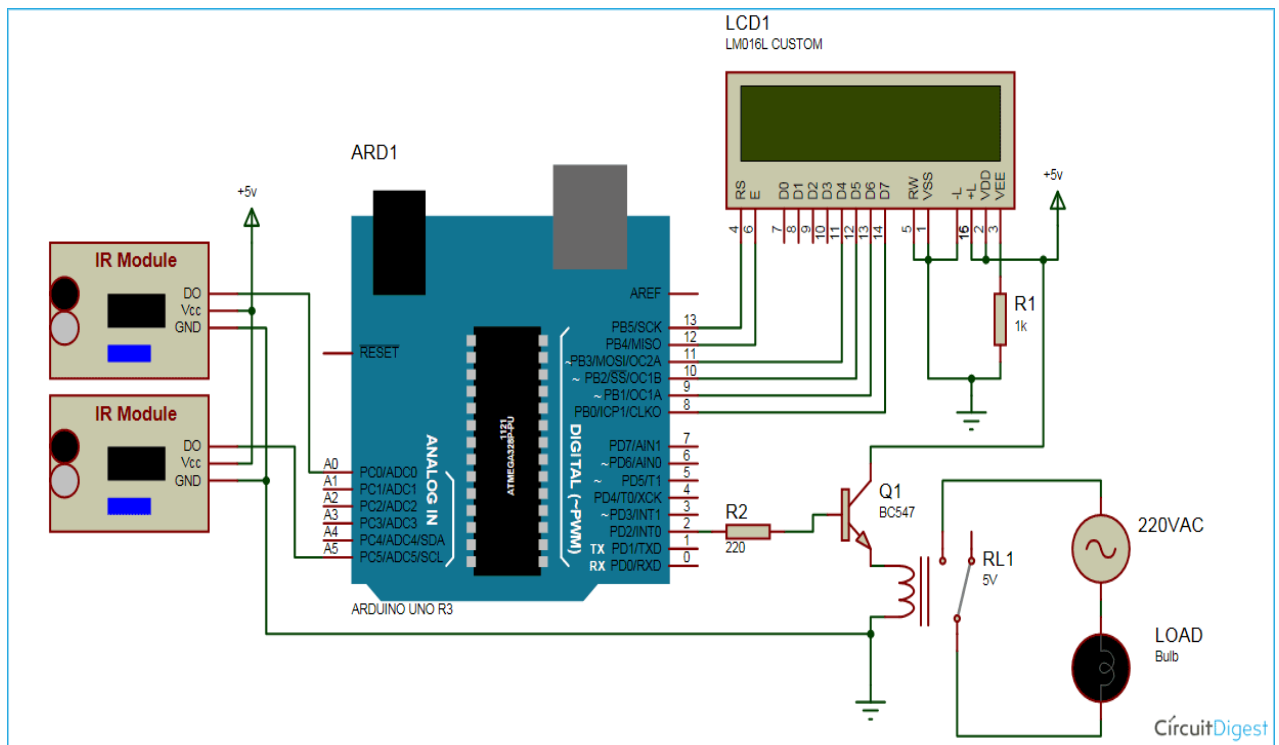 LCD1
LM016L CUSTOM
ARD1
+5v
+5v
RS
E
D0
D1
D2
D3
D4
D5
D6
D7
RW
VSS
-L
+L
VDD
VEE
4
6
7
8
9
10
11
12
13
14
5
1
16
2
3
R1
1k
IR Module
DO
Vcc
GND
IR Module
DO
Vcc
GND
RESET
AREF
PB5/SCK 13
PB4/MISO 12
~PB3/MOSI/OC2A 11
~ PB2/SS/OC1B 10
~ PB1/OC1A 9
PB0/ICP1/CLKO 8
PD7/AIN1 7
~PD6/AIN0 6
~ PD5/T1 5
PD4/T0/XCK 4
~PD3/INT1 3
PD2/INT0 2
TX PD1/TXD 1
RX PD0/RXD 0
A0 PC0/ADC0
A1 PC1/ADC1
A2 PC2/ADC2
A3 PC3/ADC3
A4 PC4/ADC4/SDA
A5 PC5/ADC5/SCL
ANALOG IN
1121
ATMEGA328P-PU
DIGITAL (~PWM)
ARDUINO UNO R3
R2
220
Q1
BC547
RL1
5V
220VAC
LOAD
Bulb
CircuitDigest